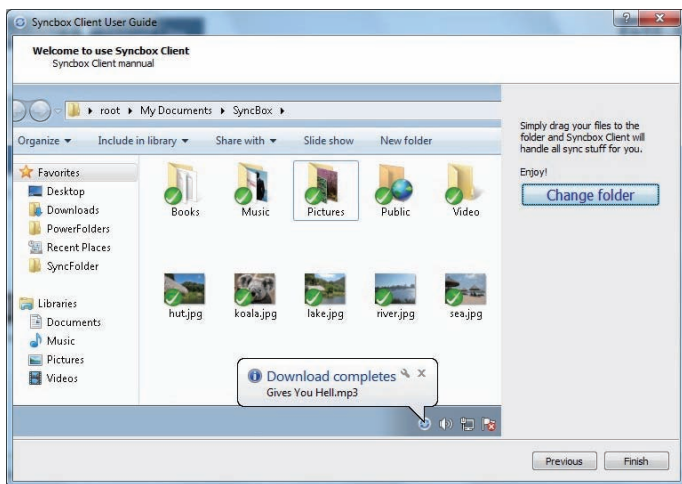 Syncbox Client User Guide
Welcome to use Syncbox Client
Syncbox Client mannual
root ▸ My Documents ▸ SyncBox ▸
Organize Include in library Share with Slide show New folder
Favorites
Desktop
Downloads
PowerFolders
Recent Places
SyncFolder
Libraries
Documents
Music
Pictures
Videos
Books Music Pictures Public Video
hut.jpg koala.jpg lake.jpg river.jpg sea.jpg
Download completes
Gives You Hell.mp3
Simply drag your files to the
folder and Syncbox Client will
handle all sync stuff for you.
Enjoy!
Change folder
Previous Finish